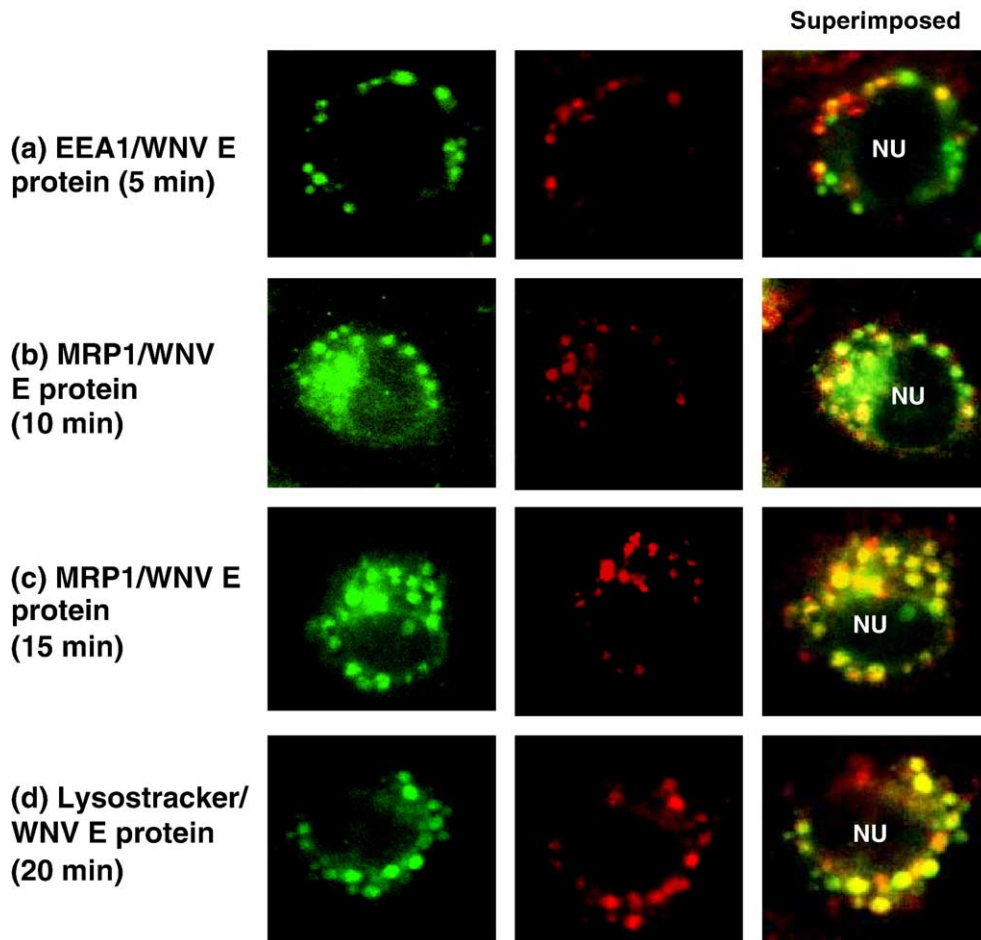 Superimposed
(a) EEA1/WNV E
protein (5 min)
NU
(b) MRP1/WNV
E protein
(10 min)
NU
(c) MRP1/WNV E
protein
(15 min)
NU
(d) Lysostracker/
WNV E protein
(20 min)
NU